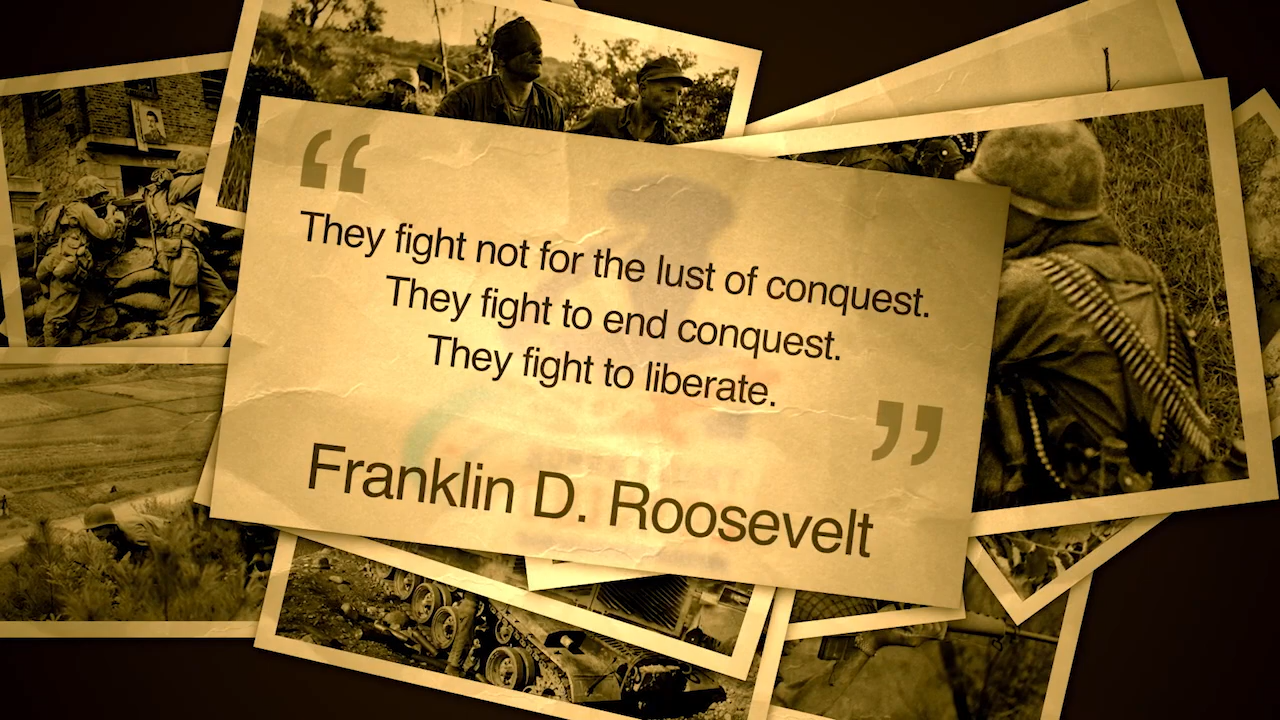 “
They fight not for the lust of conquest.
They fight to end conquest.
They fight to liberate.
”
Franklin D. Roosevelt